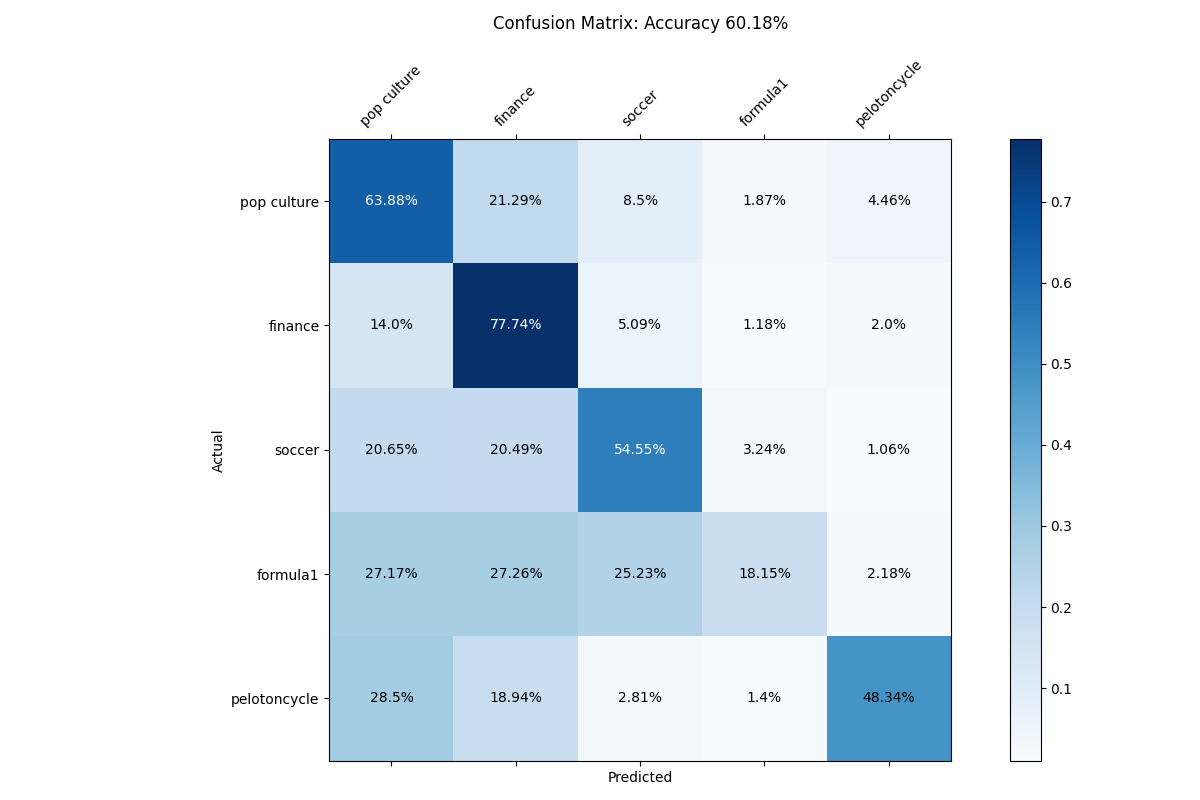 Confusion Matrix: Accuracy 60.18%
pop culture finance soccer formula1 pelotoncycle
pop culture 63.88% 21.29% 8.5% 1.87% 4.46%
finance 14.0% 77.74% 5.09% 1.18% 2.0%
soccer 20.65% 20.49% 54.55% 3.24% 1.06%
formula1 27.17% 27.26% 25.23% 18.15% 2.18%
pelotoncycle 28.5% 18.94% 2.81% 1.4% 48.34%
Actual
Predicted
0.7
0.6
0.5
0.4
0.3
0.2
0.1